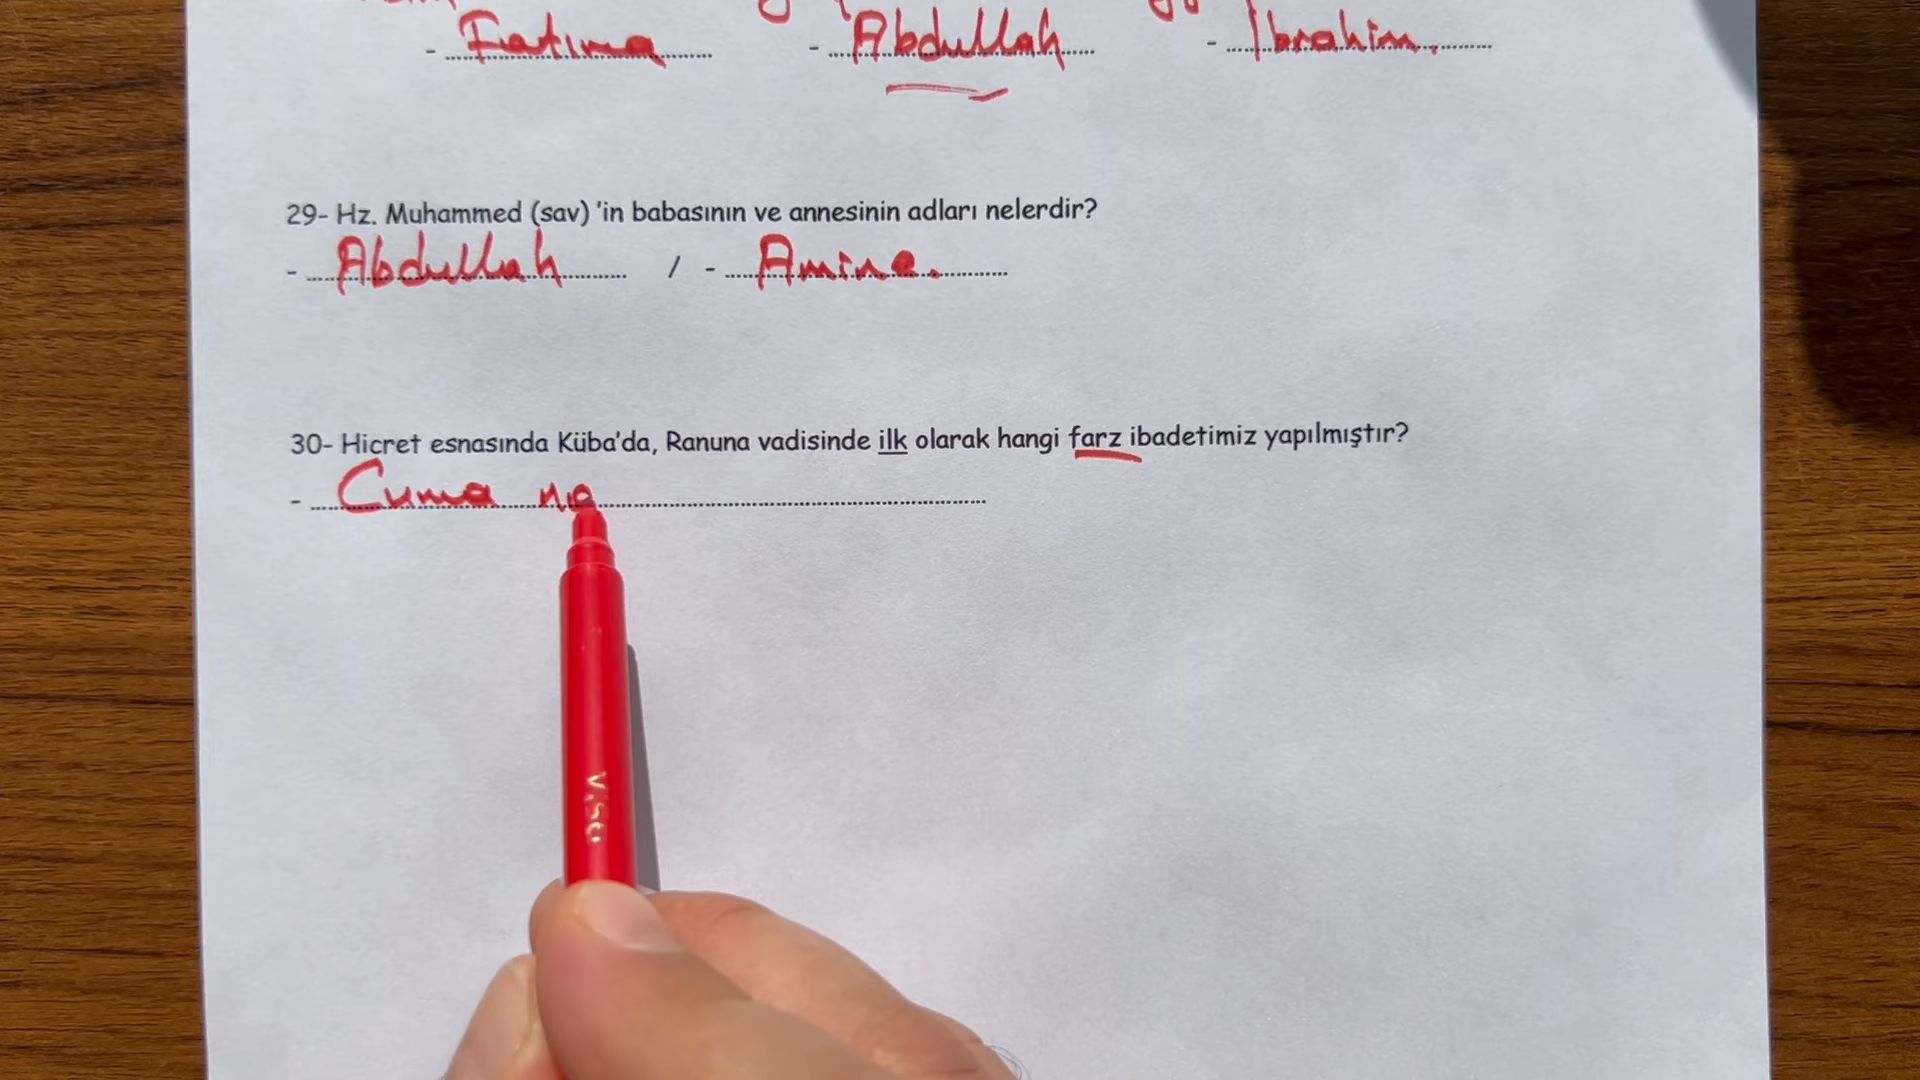 - Fatıma - Abdullah - İbrahim.
29- Hz. Muhammed (sav) 'in babasının ve annesinin adları nelerdir?
- Abdullah / - Amine.
30- Hicret esnasında Küba'da, Ranuna vadisinde ilk olarak hangi farz ibadetimiz yapılmıştır?
- Cuma na